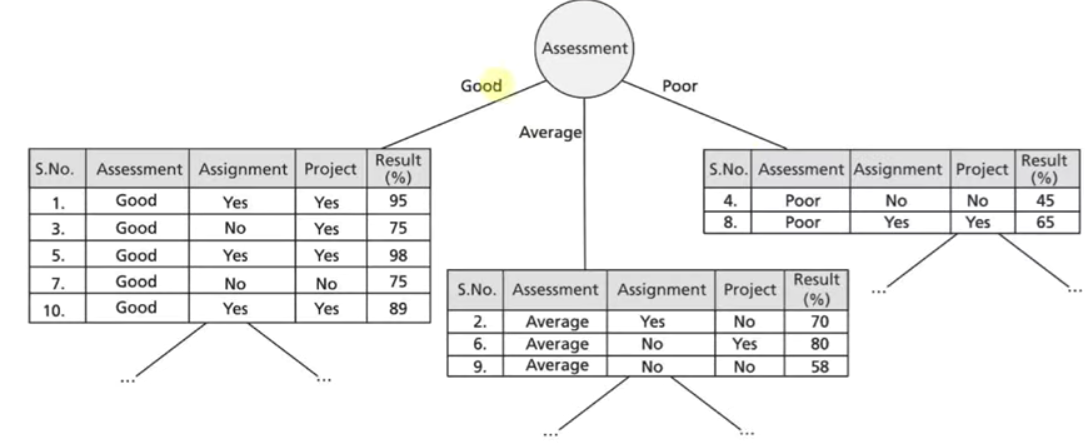 Assessment
Good
Poor
Average
S.No. Assessment Assignment Project Result (%)
1. Good Yes Yes 95
3. Good No Yes 75
5. Good Yes Yes 98
7. Good No No 75
10. Good Yes Yes 89
... ...
S.No. Assessment Assignment Project Result (%)
4. Poor No No 45
8. Poor Yes Yes 65
... ...
S.No. Assessment Assignment Project Result (%)
2. Average Yes No 70
6. Average No Yes 80
9. Average No No 58
... ...